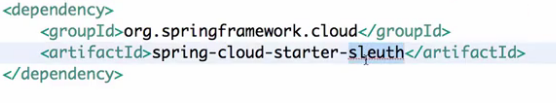 <dependency>
<groupId>org.springframework.cloud</groupId>
<artifactId>spring-cloud-starter-sleuth</artifactId>
</dependency>